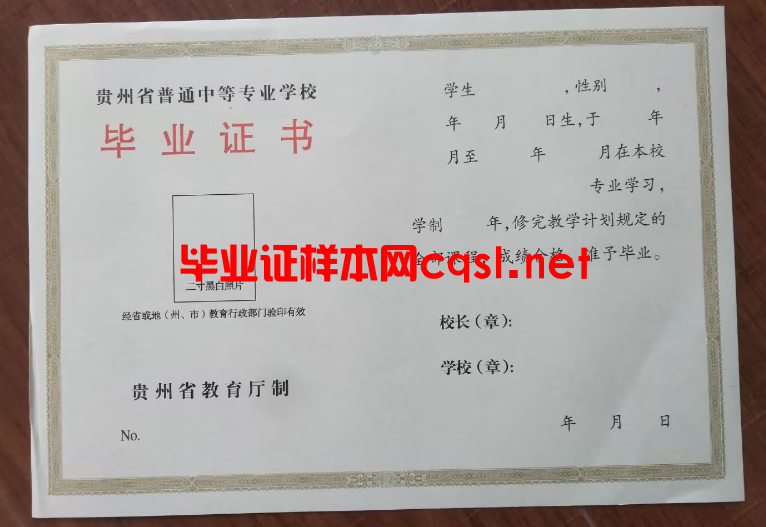 贵州省普通中等专业学校
毕业证书
二寸黑白照片
经省或地（州、市）教育行政部门验印有效
贵州省教育厅制
No.
学生 ，性别 ，
年 月 日生，于 年
月至 年 月在本校
专业学习，
学制 年，修完教学计划规定的
全部课程，成绩合格，准予毕业。
校长（章）：
学校（章）：
年 月 日
毕业证样本网cqsl.net